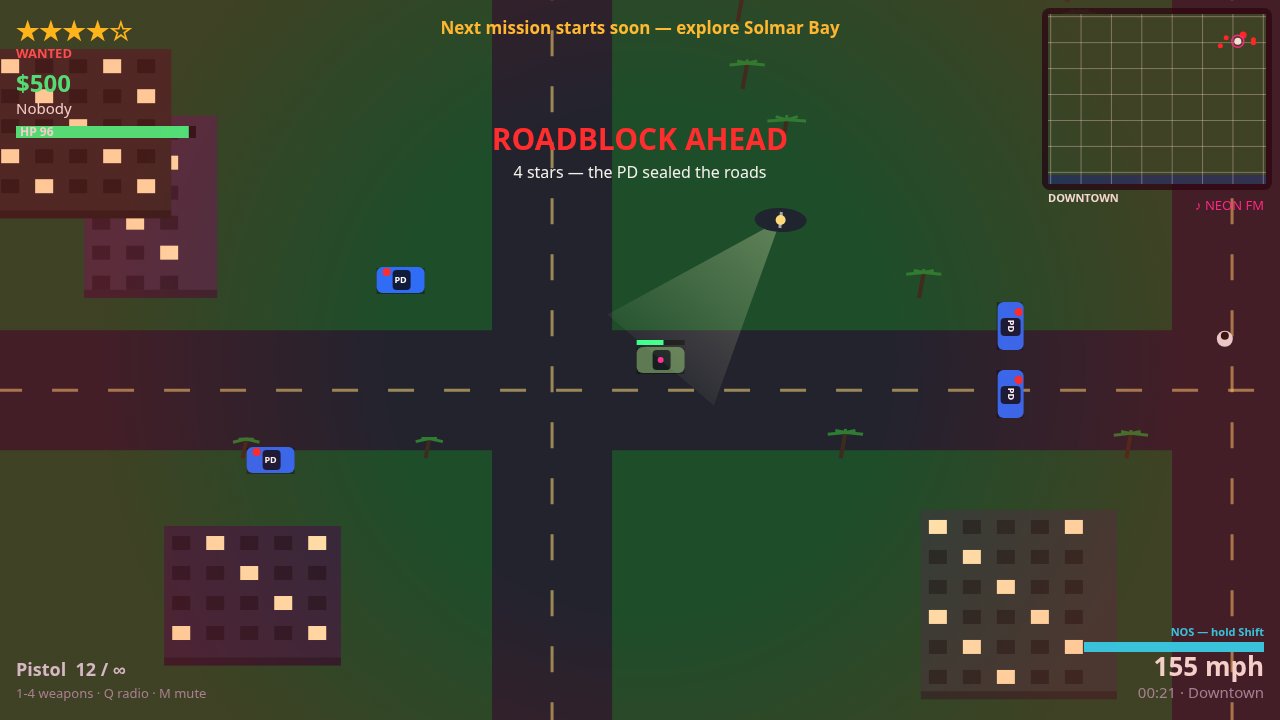 ★★★★☆
WANTED
$500
Nobody
HP 96
Next mission starts soon — explore Solmar Bay
ROADBLOCK AHEAD
4 stars — the PD sealed the roads
DOWNTOWN
♪ NEON FM
PD
PD
PD
PD
Pistol 12 / ∞
1-4 weapons · Q radio · M mute
NOS — hold Shift
155 mph
00:21 · Downtown